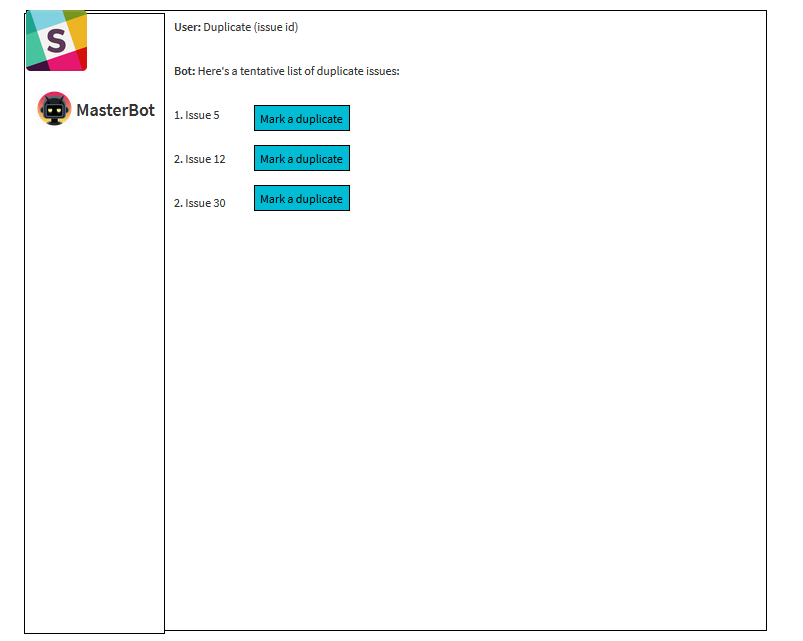 S
MasterBot
User: Duplicate (issue id)
Bot: Here's a tentative list of duplicate issues:
1. Issue 5 Mark a duplicate
2. Issue 12 Mark a duplicate
2. Issue 30 Mark a duplicate